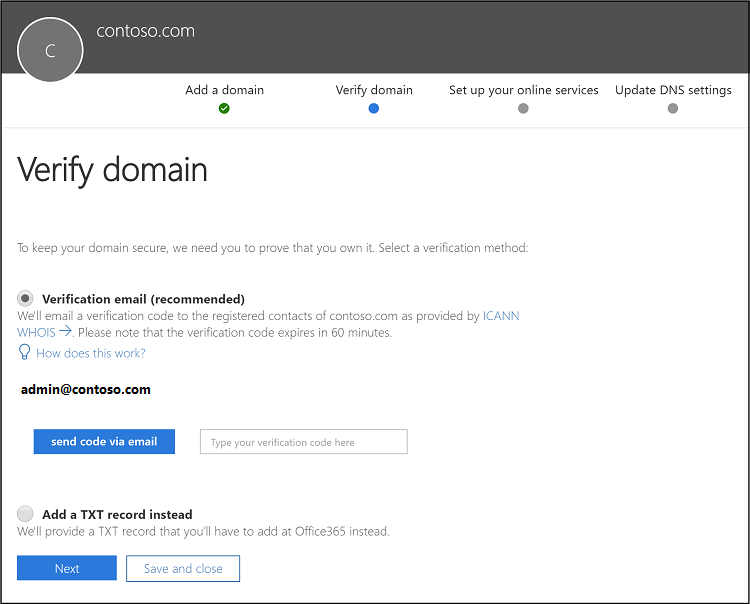 C
contoso.com
Add a domain
Verify domain
Set up your online services
Update DNS settings
Verify domain
To keep your domain secure, we need you to prove that you own it. Select a verification method:
Verification email (recommended)
We'll email a verification code to the registered contacts of contoso.com as provided by ICANN
WHOIS →. Please note that the verification code expires in 60 minutes.
How does this work?
admin@contoso.com
send code via email
Type your verification code here
Add a TXT record instead
We'll provide a TXT record that you'll have to add at Office365 instead.
Next
Save and close